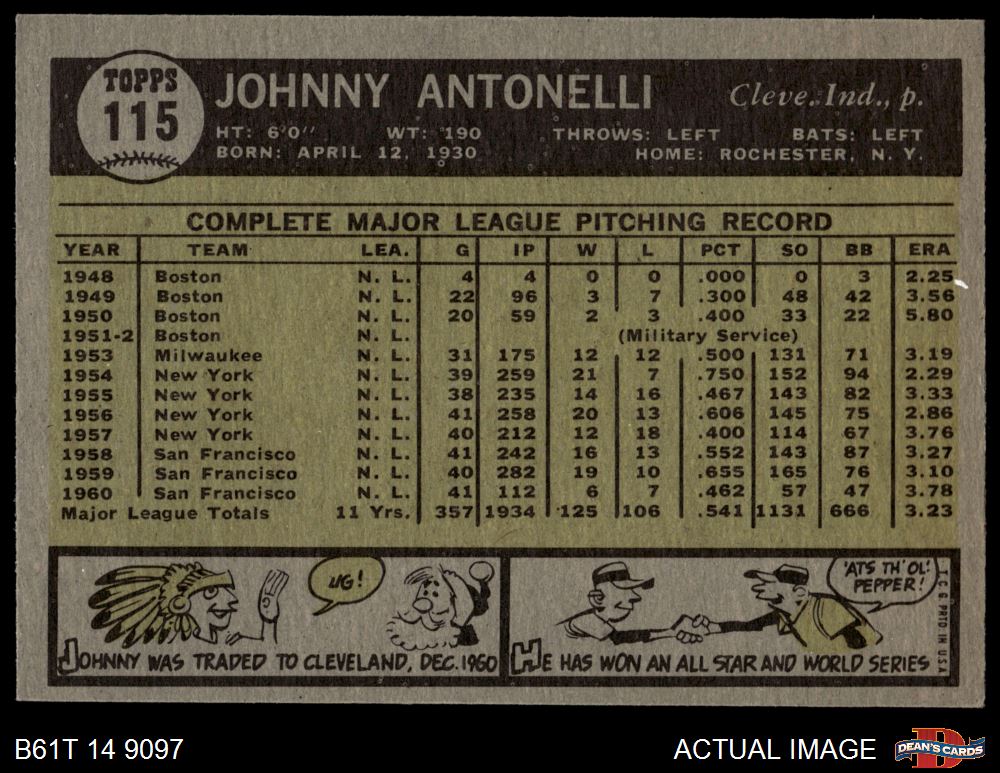 TOPPS
115
JOHNNY ANTONELLI Cleve. Ind., p.
HT: 6'0" WT: 190 THROWS: LEFT BATS: LEFT
BORN: APRIL 12, 1930 HOME: ROCHESTER, N. Y.
COMPLETE MAJOR LEAGUE PITCHING RECORD
YEAR TEAM LEA. G IP W L PCT SO BB ERA
1948 Boston N. L. 4 4 0 0 .000 0 3 2.25
1949 Boston N. L. 22 96 3 7 .300 48 42 3.56
1950 Boston N. L. 20 59 2 3 .400 33 22 5.80
1951-2 Boston N. L. (Military Service)
1953 Milwaukee N. L. 31 175 12 12 .500 131 71 3.19
1954 New York N. L. 39 259 21 7 .750 152 94 2.29
1955 New York N. L. 38 235 14 16 .467 143 82 3.33
1956 New York N. L. 41 258 20 13 .606 145 75 2.86
1957 New York N. L. 40 212 12 18 .400 114 67 3.76
1958 San Francisco N. L. 41 242 16 13 .552 143 87 3.27
1959 San Francisco N. L. 40 282 19 10 .655 165 76 3.10
1960 San Francisco N. L. 41 112 6 7 .462 57 47 3.78
Major League Totals 11 Yrs. 357 1934 125 106 .541 1131 666 3.23
UG!
JOHNNY WAS TRADED TO CLEVELAND, DEC. 1960
'ATS TH' OL'
PEPPER!
HE HAS WON AN ALL STAR AND WORLD SERIES
T. C. G. PRTD IN U.S.A.
B61T 14 9097
ACTUAL IMAGE
D
DEAN'S CARDS